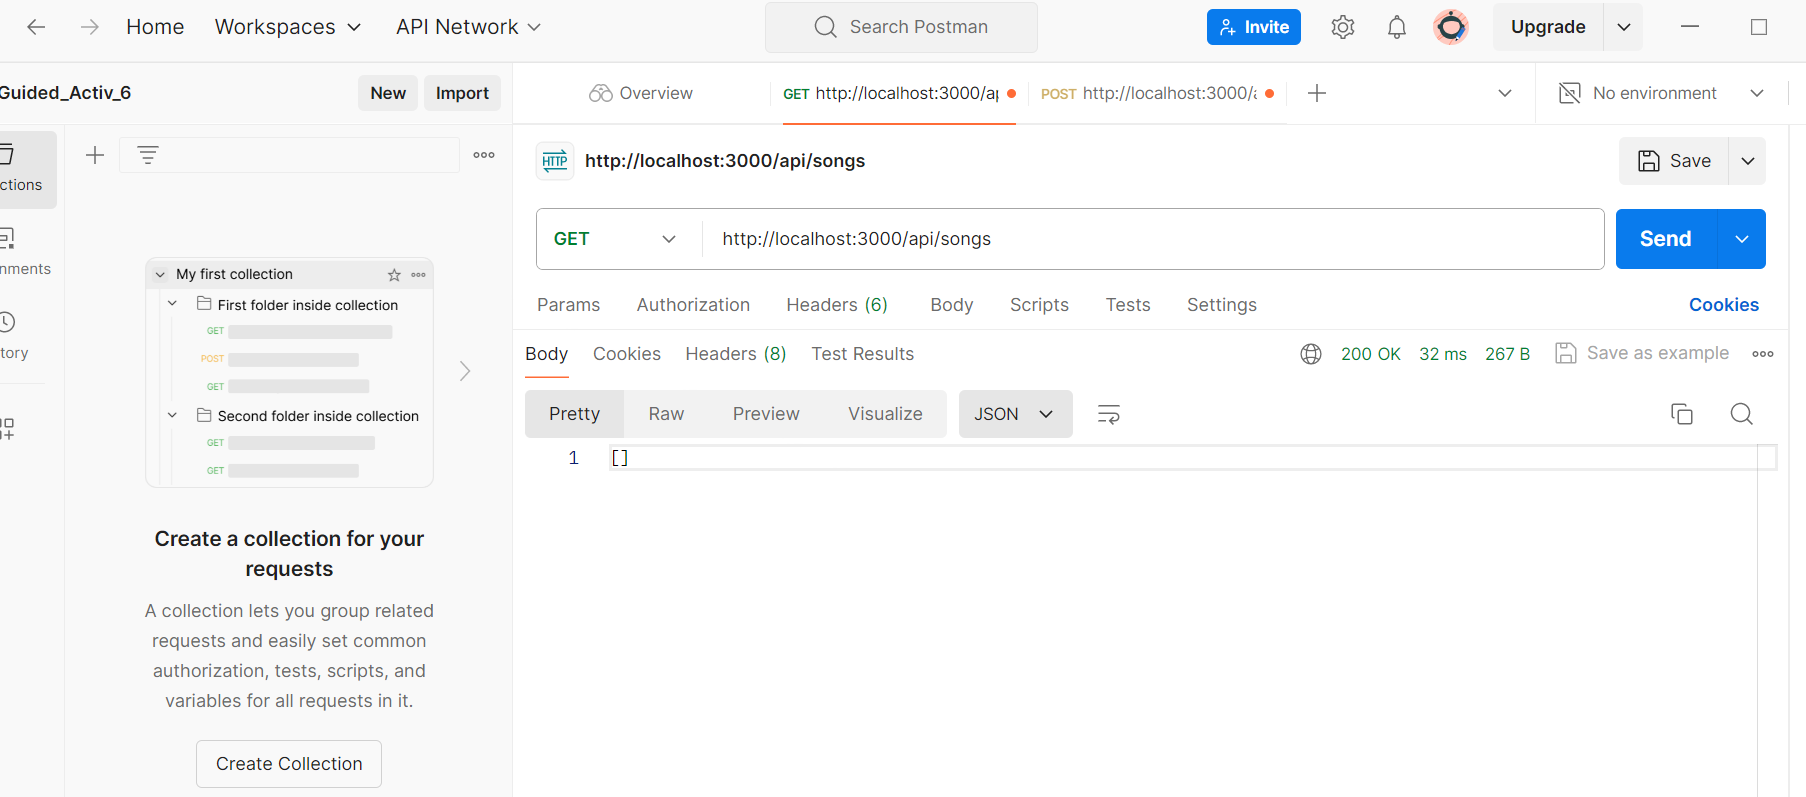 Home Workspaces API Network Search Postman Invite Upgrade
Guided_Activ_6 New Import
Overview GET http://localhost:3000/a POST http://localhost:3000/ No environment
ctions
nments
tory
My first collection
First folder inside collection
GET
POST
GET
Second folder inside collection
GET
GET
Create a collection for your
requests
A collection lets you group related
requests and easily set common
authorization, tests, scripts, and
variables for all requests in it.
Create Collection
HTTP http://localhost:3000/api/songs Save
GET http://localhost:3000/api/songs Send
Params Authorization Headers (6) Body Scripts Tests Settings Cookies
Body Cookies Headers (8) Test Results 200 OK 32 ms 267 B Save as example
Pretty Raw Preview Visualize JSON
1 []